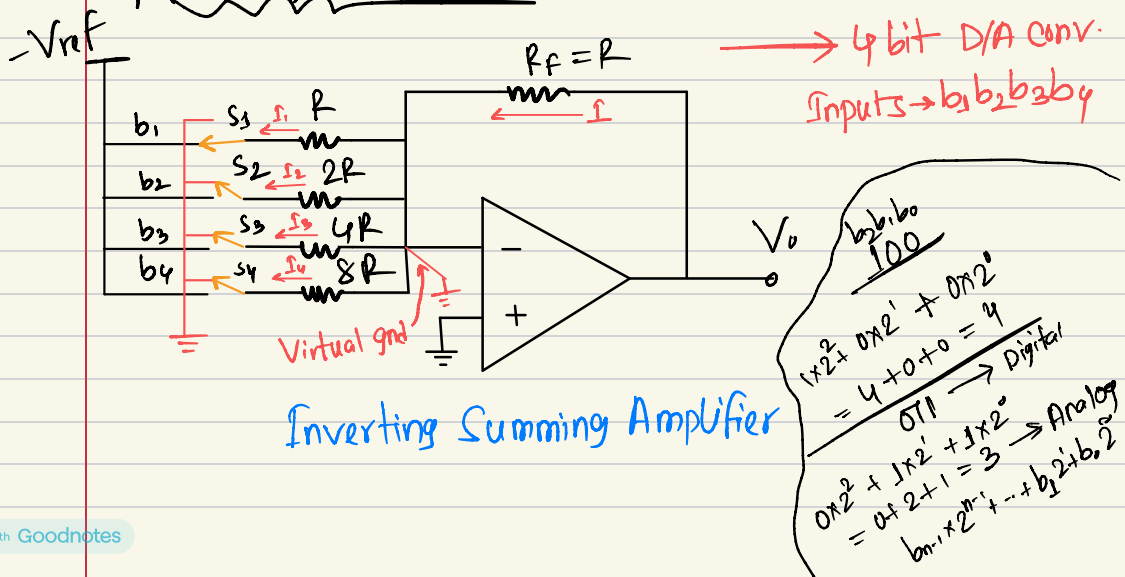 -Vref
RF = R
→ 4 bit D/A Conv.
Inputs → b1b2b3b4
I
b1 S1 I1 R
b2 S2 I2 2R
b3 S3 I3 4R
b4 S4 I4 8R
-
+
Vo
Virtual gnd
Inverting Summing Amplifier
b2b1b0
100
1×2² + 0×2¹ + 0×2⁰
= 4+0+0 = 4
011 → Digital
0×2² + 1×2¹ + 1×2⁰
= 0+2+1 = 3 → Analog
bn-1×2ⁿ⁻¹+--+b1 2¹+b0 2⁰
th Goodnotes